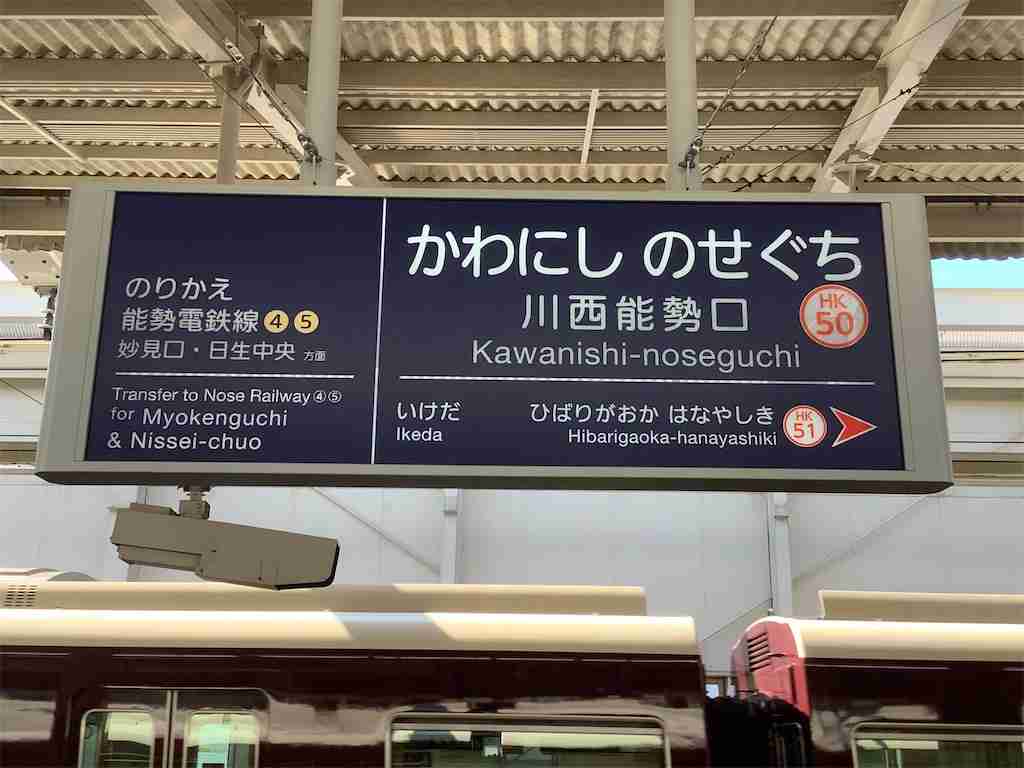 のりかえ
能勢電鉄線④⑤
妙見口・日生中央 方面
Transfer to Nose Railway④⑤
for Myokenguchi
& Nissei-chuo
かわにし のせぐち
川西能勢口
HK
50
Kawanishi-noseguchi
いけだ
Ikeda
ひばりがおか はなやしき
Hibarigaoka-hanayashiki
HK
51